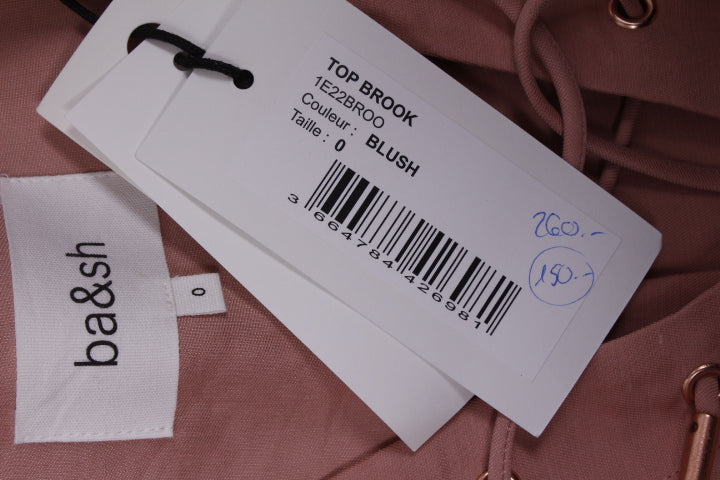 TOP BROOK
1E22BROO
Couleur : BLUSH
Taille : 0
3 664784 426981
260.-
150.-
ba&sh
0